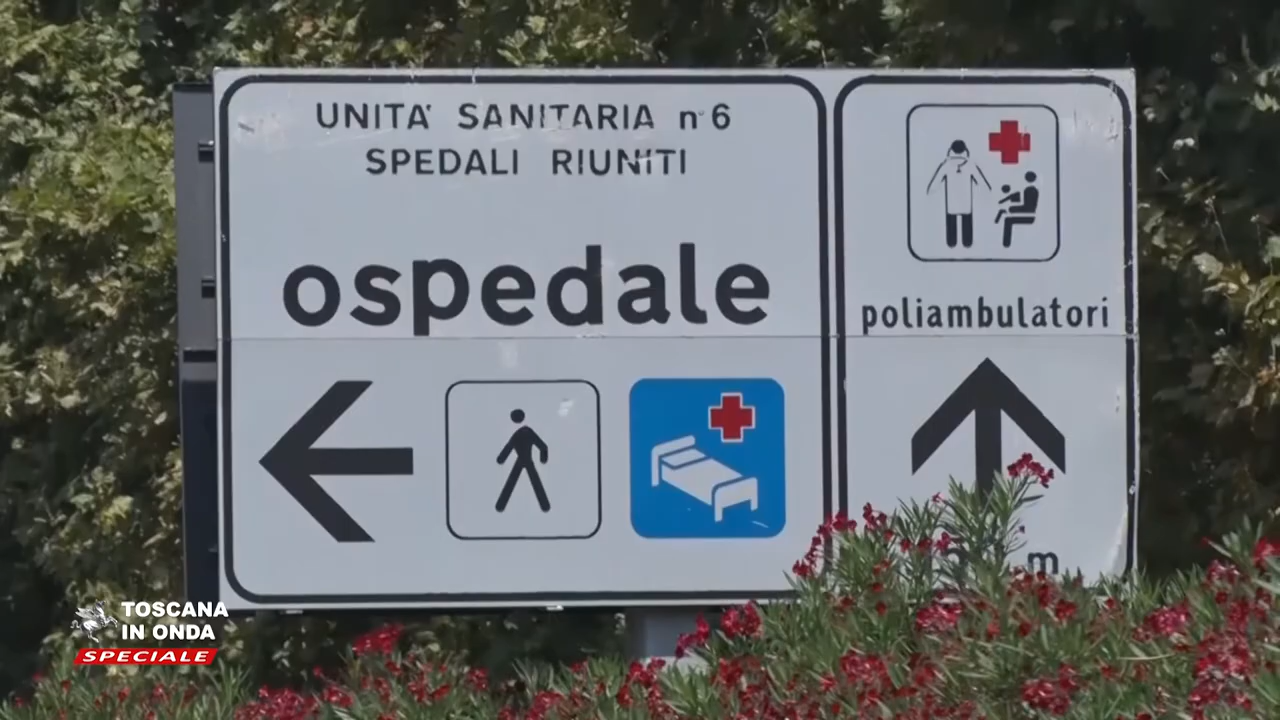 UNITA' SANITARIA n°6
SPEDALI RIUNITI
ospedale
poliambulatori
m
TOSCANA
IN ONDA
SPECIALE